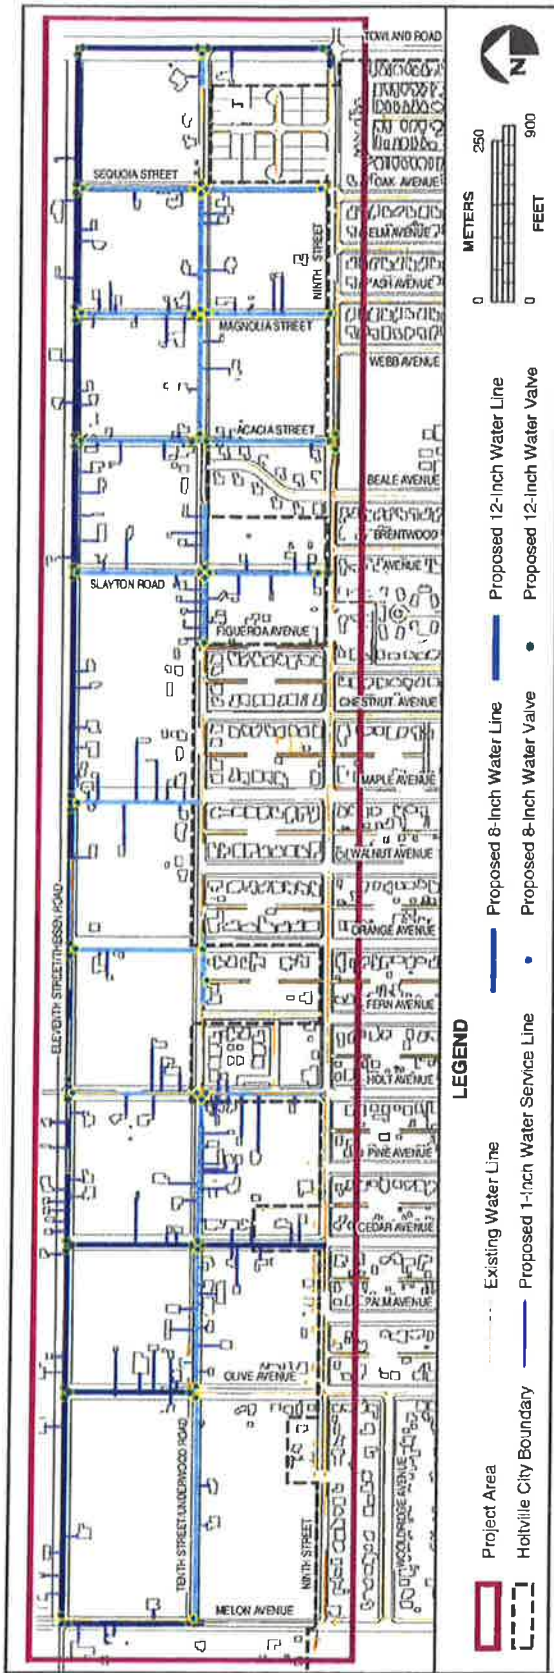 TOWLAND ROAD
SEQUOIA STREET
OAK AVENUE
ELM AVENUE
NINTH STREET
ASH AVENUE
MAGNOLIA STREET
WEBB AVENUE
ACACIA STREET
BEALE AVENUE
BRENTWOOD
AVENUE
SLAYTON ROAD
FIGUEROA AVENUE
CHESTNUT AVENUE
MAPLE AVENUE
WALNUT AVENUE
ELEVENTH STREET/THIESSEN ROAD
ORANGE AVENUE
FERN AVENUE
HOLT AVENUE
PINE AVENUE
CEDAR AVENUE
PALM AVENUE
OLIVE AVENUE
TENTH STREET/UNDERWOOD ROAD
WOOLDRIDGE AVENUE
NINTH STREET
MELON AVENUE
N
METERS
0 250
0 900
FEET
LEGEND
Project Area
Existing Water Line
Proposed 8-Inch Water Line
Proposed 12-Inch Water Line
Holtville City Boundary
Proposed 1-Inch Water Service Line
Proposed 8-Inch Water Valve
Proposed 12-Inch Water Valve